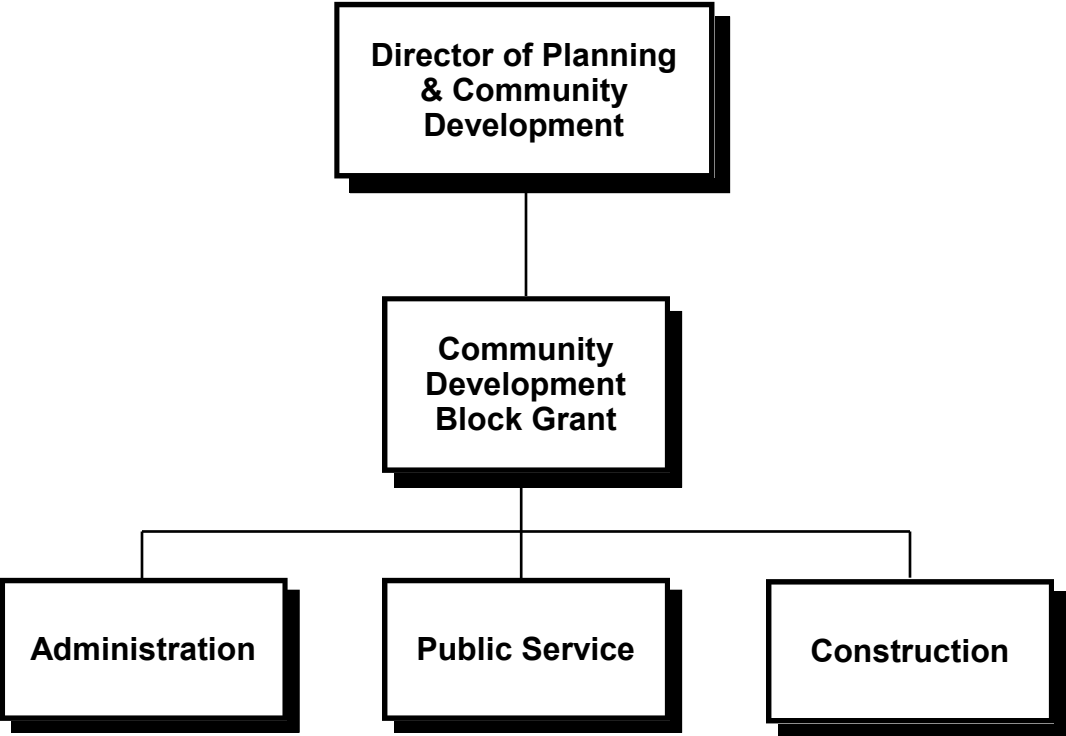 Director of Planning
& Community
Development
Community
Development
Block Grant
Administration
Public Service
Construction